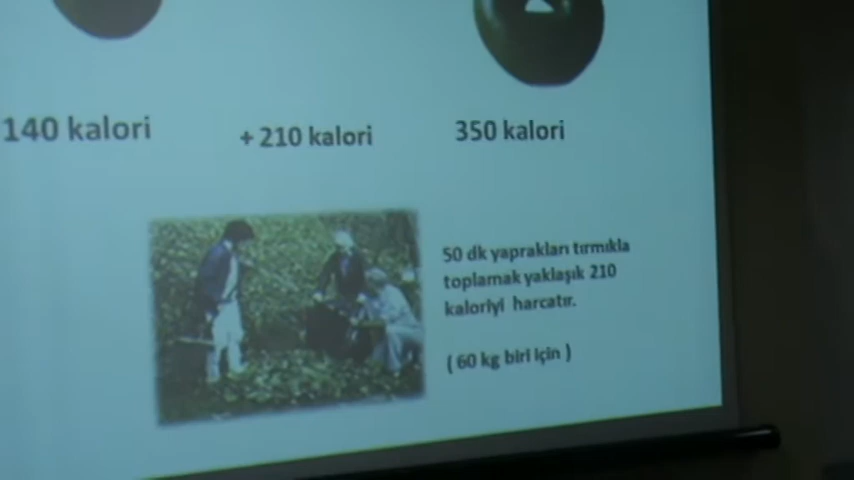 140 kalori
+ 210 kalori
350 kalori
50 dk yaprakları tırmıkla
toplamak yaklaşık 210
kaloriyi harcatır.
( 60 kg biri için )